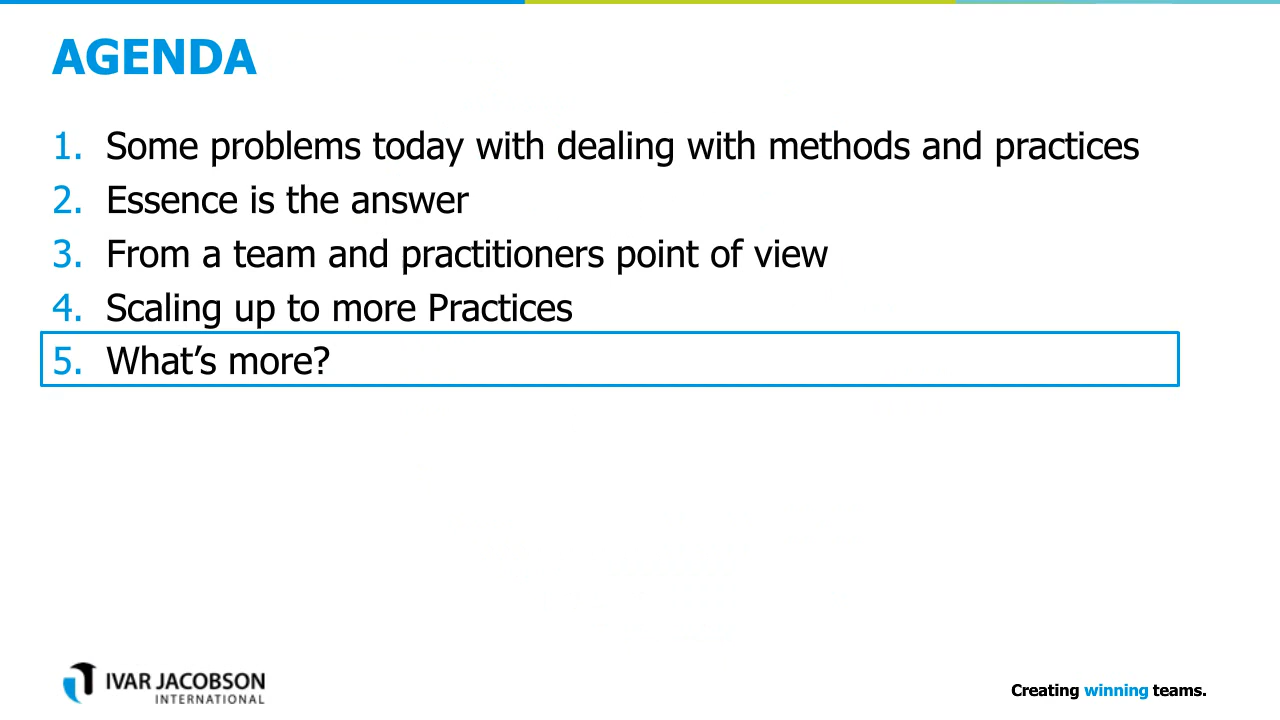 AGENDA
1. Some problems today with dealing with methods and practices
2. Essence is the answer
3. From a team and practitioners point of view
4. Scaling up to more Practices
5. What’s more?
IVAR JACOBSON
INTERNATIONAL
Creating winning teams.